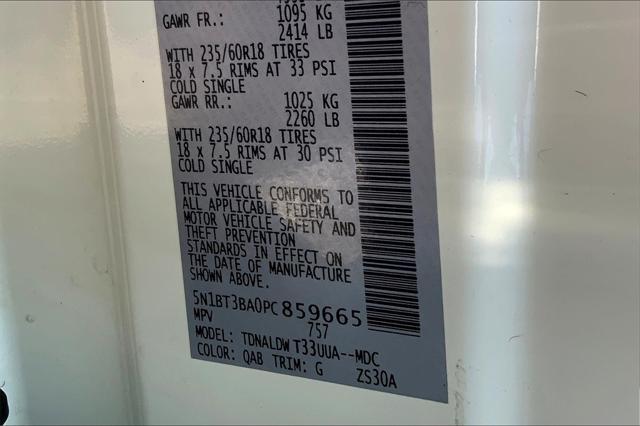 GAWR FR.: 1095 KG
2414 LB
WITH 235/60R18 TIRES
18 x 7.5 RIMS AT 33 PSI
COLD SINGLE
GAWR RR.: 1025 KG
2260 LB
WITH 235/60R18 TIRES
18 x 7.5 RIMS AT 30 PSI
COLD SINGLE
THIS VEHICLE CONFORMS TO
ALL APPLICABLE FEDERAL
MOTOR VEHICLE SAFETY AND
THEFT PREVENTION
STANDARDS IN EFFECT ON
THE DATE OF MANUFACTURE
SHOWN ABOVE.
5N1BT3BA0PC859665
MPV 757
MODEL: TDNALDW T33UUA--MDC
COLOR: QAB TRIM: G ZS30A